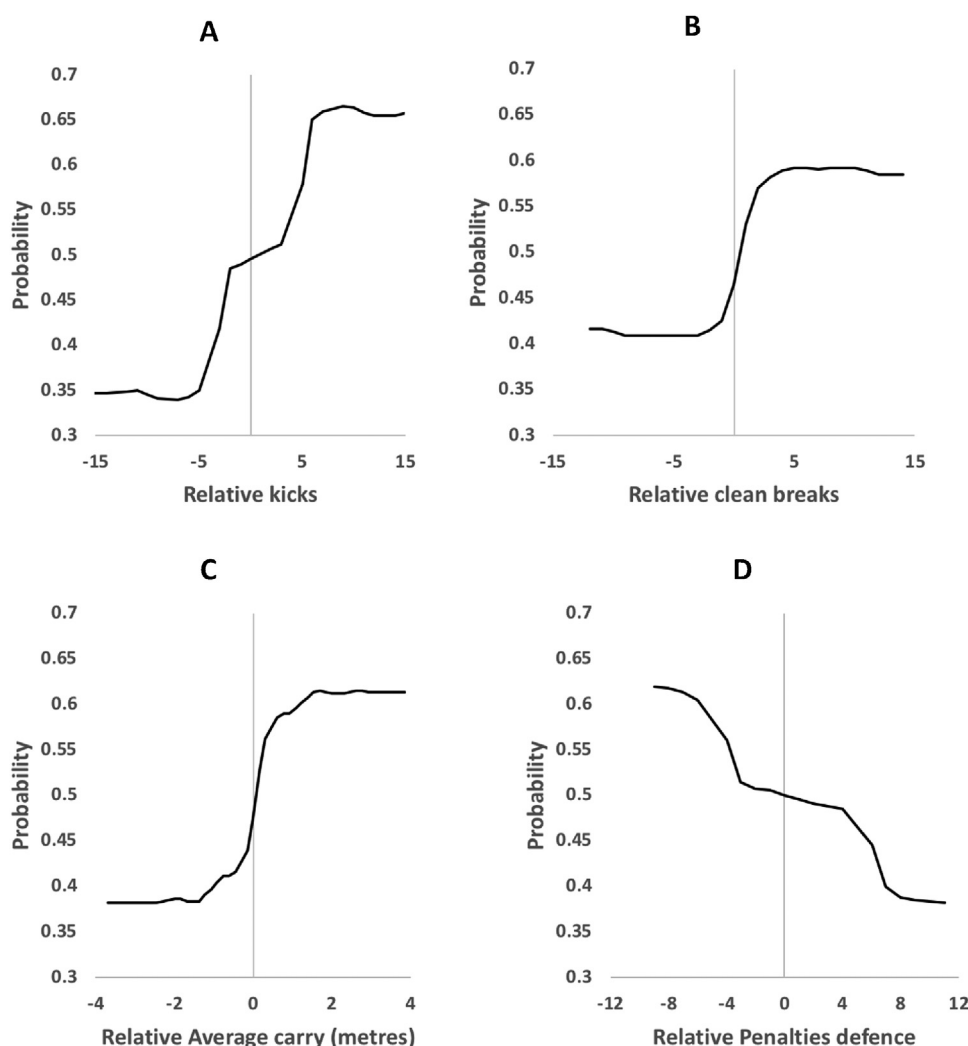 A
Probability
0.7
0.65
0.6
0.55
0.5
0.45
0.4
0.35
0.3
-15 -5 5 15
Relative kicks
B
Probability
0.7
0.65
0.6
0.55
0.5
0.45
0.4
0.35
0.3
-15 -5 5 15
Relative clean breaks
C
Probability
0.7
0.65
0.6
0.55
0.5
0.45
0.4
0.35
0.3
-4 -2 0 2 4
Relative Average carry (metres)
D
Probability
0.7
0.65
0.6
0.55
0.5
0.45
0.4
0.35
0.3
-12 -8 -4 0 4 8 12
Relative Penalties defence